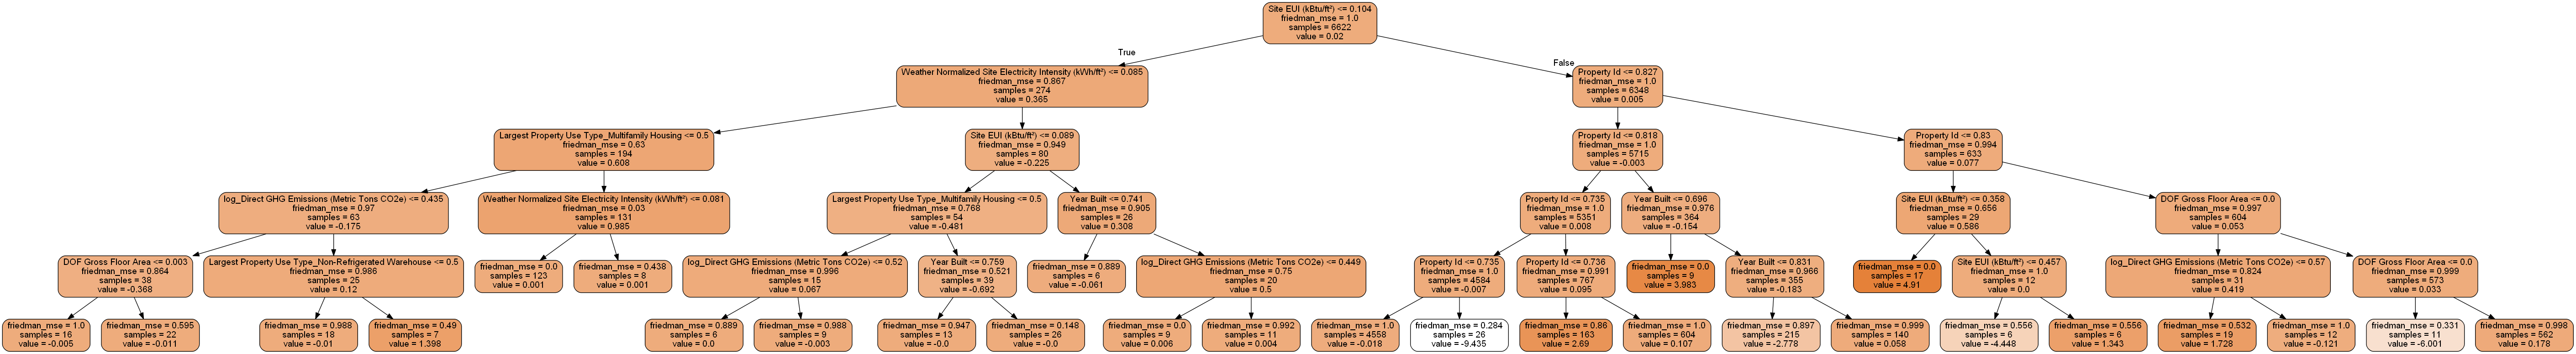 Site EUI (kBtu/ft²) <= 0.104
friedman_mse = 1.0
samples = 6622
value = 0.02
True
False
Weather Normalized Site Electricity Intensity (kWh/ft²) <= 0.085
friedman_mse = 0.867
samples = 274
value = 0.365
Property Id <= 0.827
friedman_mse = 1.0
samples = 6348
value = 0.005
Largest Property Use Type_Multifamily Housing <= 0.5
friedman_mse = 0.63
samples = 194
value = 0.608
Site EUI (kBtu/ft²) <= 0.089
friedman_mse = 0.949
samples = 80
value = -0.225
Property Id <= 0.818
friedman_mse = 1.0
samples = 5715
value = -0.003
Property Id <= 0.83
friedman_mse = 0.994
samples = 633
value = 0.077
log_Direct GHG Emissions (Metric Tons CO2e) <= 0.435
friedman_mse = 0.97
samples = 63
value = -0.175
Weather Normalized Site Electricity Intensity (kWh/ft²) <= 0.081
friedman_mse = 0.03
samples = 131
value = 0.985
Largest Property Use Type_Multifamily Housing <= 0.5
friedman_mse = 0.768
samples = 54
value = -0.481
Year Built <= 0.741
friedman_mse = 0.905
samples = 26
value = 0.308
Property Id <= 0.735
friedman_mse = 1.0
samples = 5351
value = 0.008
Year Built <= 0.696
friedman_mse = 0.976
samples = 364
value = -0.154
Site EUI (kBtu/ft²) <= 0.358
friedman_mse = 0.656
samples = 29
value = 0.586
DOF Gross Floor Area <= 0.0
friedman_mse = 0.997
samples = 604
value = 0.053
DOF Gross Floor Area <= 0.003
friedman_mse = 0.864
samples = 38
value = -0.368
Largest Property Use Type_Non-Refrigerated Warehouse <= 0.5
friedman_mse = 0.986
samples = 25
value = 0.12
friedman_mse = 0.0
samples = 123
value = 0.001
friedman_mse = 0.438
samples = 8
value = 0.001
log_Direct GHG Emissions (Metric Tons CO2e) <= 0.52
friedman_mse = 0.996
samples = 15
value = 0.067
Year Built <= 0.759
friedman_mse = 0.521
samples = 39
value = -0.692
friedman_mse = 0.889
samples = 6
value = -0.061
log_Direct GHG Emissions (Metric Tons CO2e) <= 0.449
friedman_mse = 0.75
samples = 20
value = 0.5
Property Id <= 0.735
friedman_mse = 1.0
samples = 4584
value = -0.007
Property Id <= 0.736
friedman_mse = 0.991
samples = 767
value = 0.095
friedman_mse = 0.0
samples = 9
value = 3.983
Year Built <= 0.831
friedman_mse = 0.966
samples = 355
value = -0.183
friedman_mse = 0.0
samples = 17
value = 4.91
Site EUI (kBtu/ft²) <= 0.457
friedman_mse = 1.0
samples = 12
value = 0.0
log_Direct GHG Emissions (Metric Tons CO2e) <= 0.57
friedman_mse = 0.824
samples = 31
value = 0.419
DOF Gross Floor Area <= 0.0
friedman_mse = 0.999
samples = 573
value = 0.033
friedman_mse = 1.0
samples = 16
value = -0.005
friedman_mse = 0.595
samples = 22
value = -0.011
friedman_mse = 0.988
samples = 18
value = -0.01
friedman_mse = 0.49
samples = 7
value = 1.398
friedman_mse = 0.889
samples = 6
value = 0.0
friedman_mse = 0.988
samples = 9
value = -0.003
friedman_mse = 0.947
samples = 13
value = -0.0
friedman_mse = 0.148
samples = 26
value = -0.0
friedman_mse = 0.0
samples = 9
value = 0.006
friedman_mse = 0.992
samples = 11
value = 0.004
friedman_mse = 1.0
samples = 4558
value = -0.018
friedman_mse = 0.284
samples = 26
value = -9.435
friedman_mse = 0.86
samples = 163
value = 2.69
friedman_mse = 1.0
samples = 604
value = 0.107
friedman_mse = 0.897
samples = 215
value = -2.778
friedman_mse = 0.999
samples = 140
value = 0.058
friedman_mse = 0.556
samples = 6
value = -4.448
friedman_mse = 0.556
samples = 6
value = 1.343
friedman_mse = 0.532
samples = 19
value = 1.728
friedman_mse = 1.0
samples = 12
value = -0.121
friedman_mse = 0.331
samples = 11
value = -6.001
friedman_mse = 0.998
samples = 562
value = 0.178